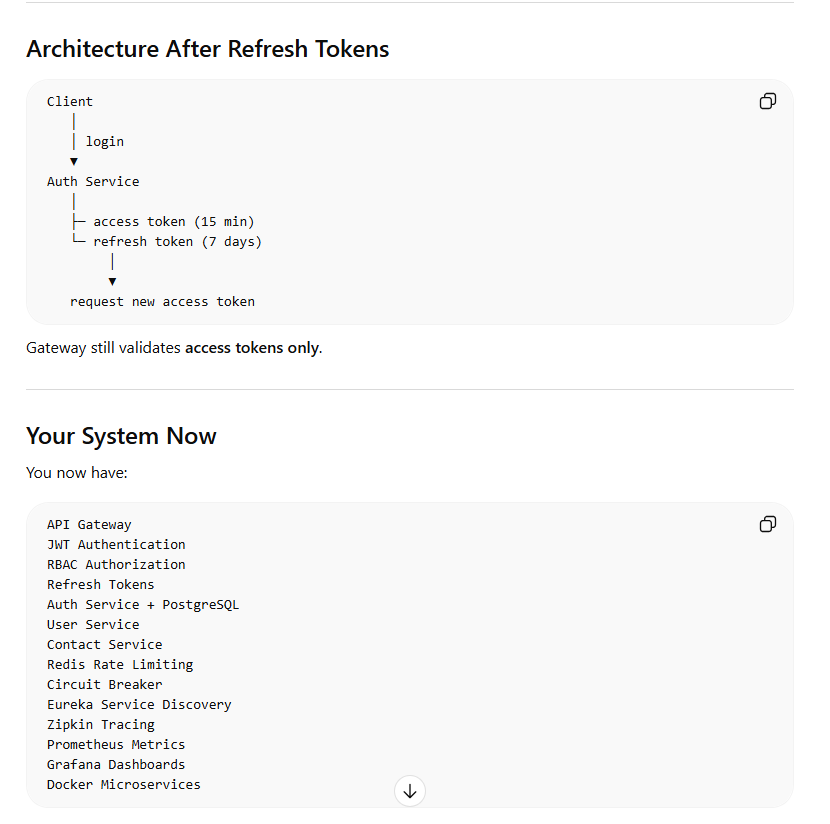 Architecture After Refresh Tokens
Client
│
│ login
▼
Auth Service
│
├─ access token (15 min)
└─ refresh token (7 days)
│
▼
request new access token
Gateway still validates access tokens only.
Your System Now
You now have:
API Gateway
JWT Authentication
RBAC Authorization
Refresh Tokens
Auth Service + PostgreSQL
User Service
Contact Service
Redis Rate Limiting
Circuit Breaker
Eureka Service Discovery
Zipkin Tracing
Prometheus Metrics
Grafana Dashboards
Docker Microservices